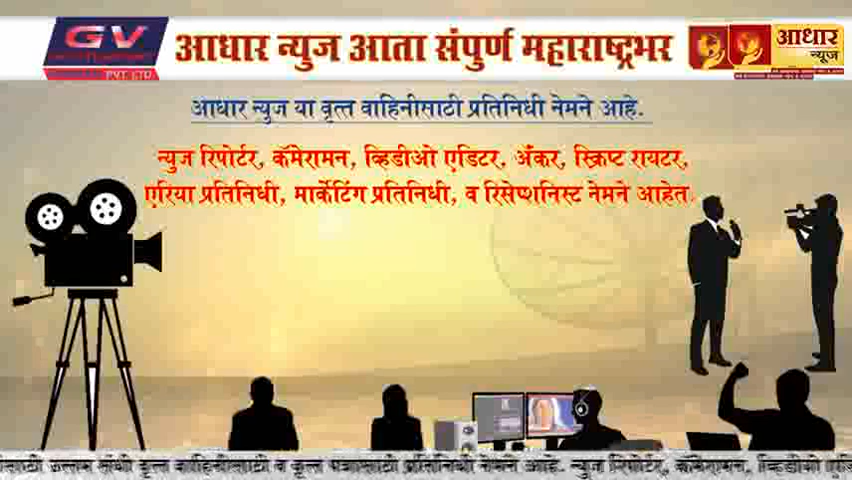 GV
PVT. LTD.
आधार न्युज आता संपुर्ण महाराष्ट्रभर
आधार
न्यूज
आधार न्युज या वृत्त वाहिनीसाठी प्रतिनिधी नेमने आहे.
न्युज रिपोर्टर, कॅमेरामन, व्हिडीओ एडिटर, अँकर, स्क्रिप्ट रायटर,
एरिया प्रतिनिधी, मार्केटिंग प्रतिनिधी, व रिसेप्शनिस्ट नेमने आहेत.
वृत्त वाहिनीसाठी व वृत्त प्रतिनिधी नेमने आहे. न्युज रिपोर्टर, कॅमेरामन, व्हिडीओ